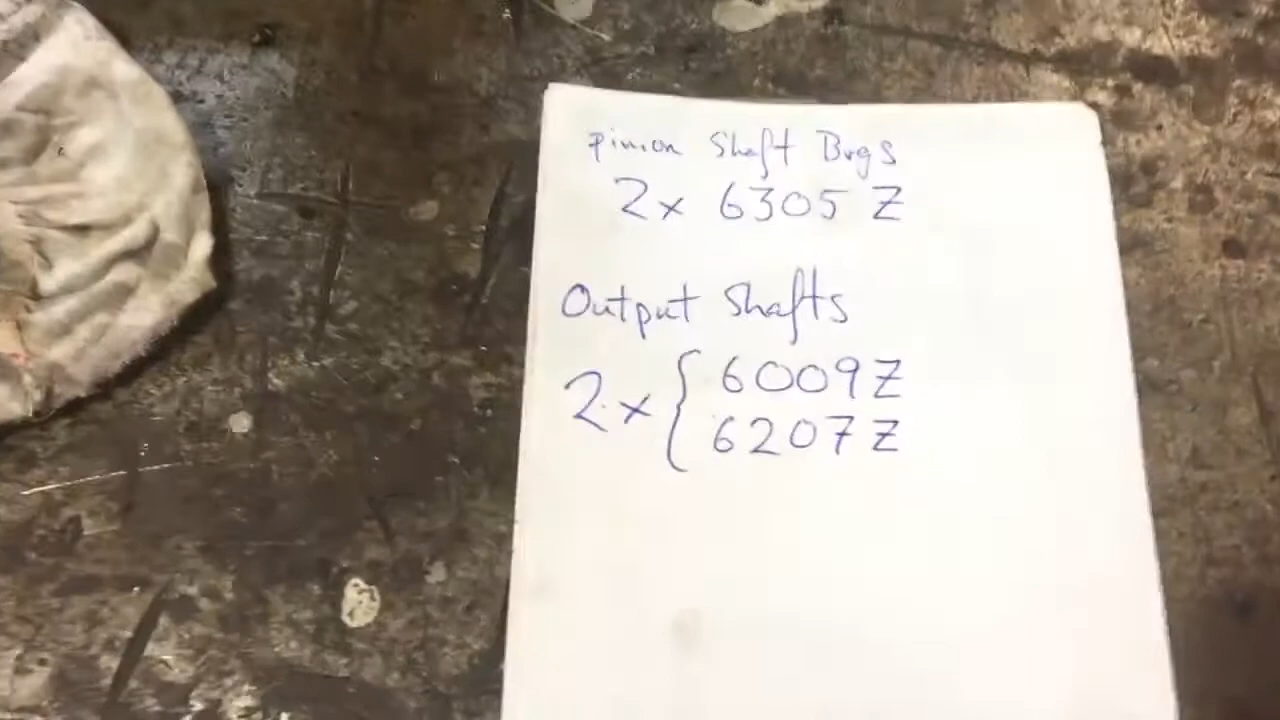 Pinion Shaft Brgs
2x 6305 Z
Output Shafts
2x { 6009Z
6207Z